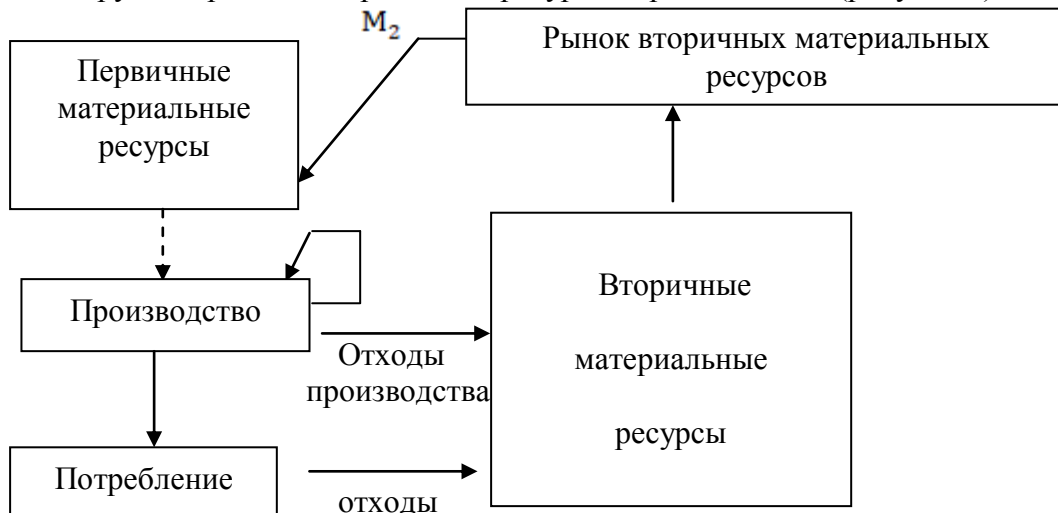 M₂
Рынок вторичных материальных
ресурсов
Первичные
материальные
ресурсы
Производство
Отходы
производства
Вторичные
материальные
ресурсы
Потребление
отходы